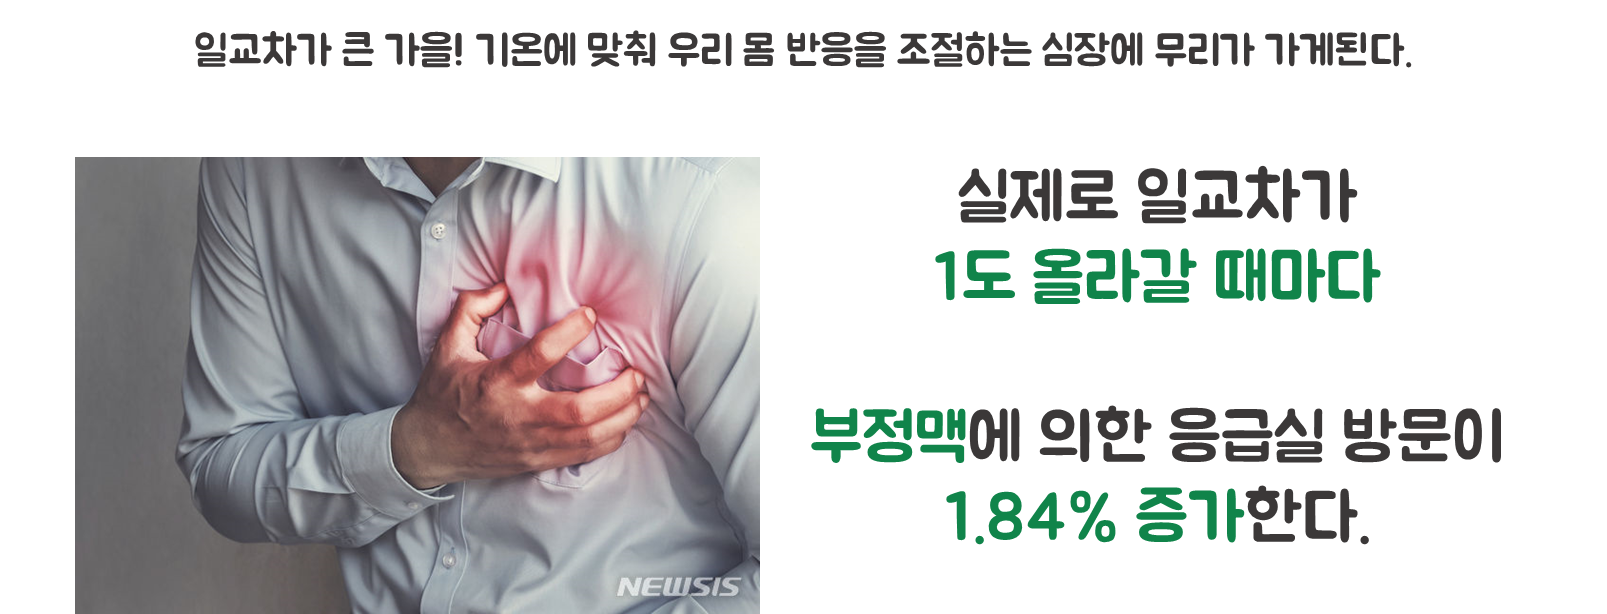 일교차가 큰 가을! 기온에 맞춰 우리 몸 반응을 조절하는 심장에 무리가 가게된다.
실제로 일교차가
1도 올라갈 때마다
부정맥에 의한 응급실 방문이
1.84% 증가한다.
NEWSIS